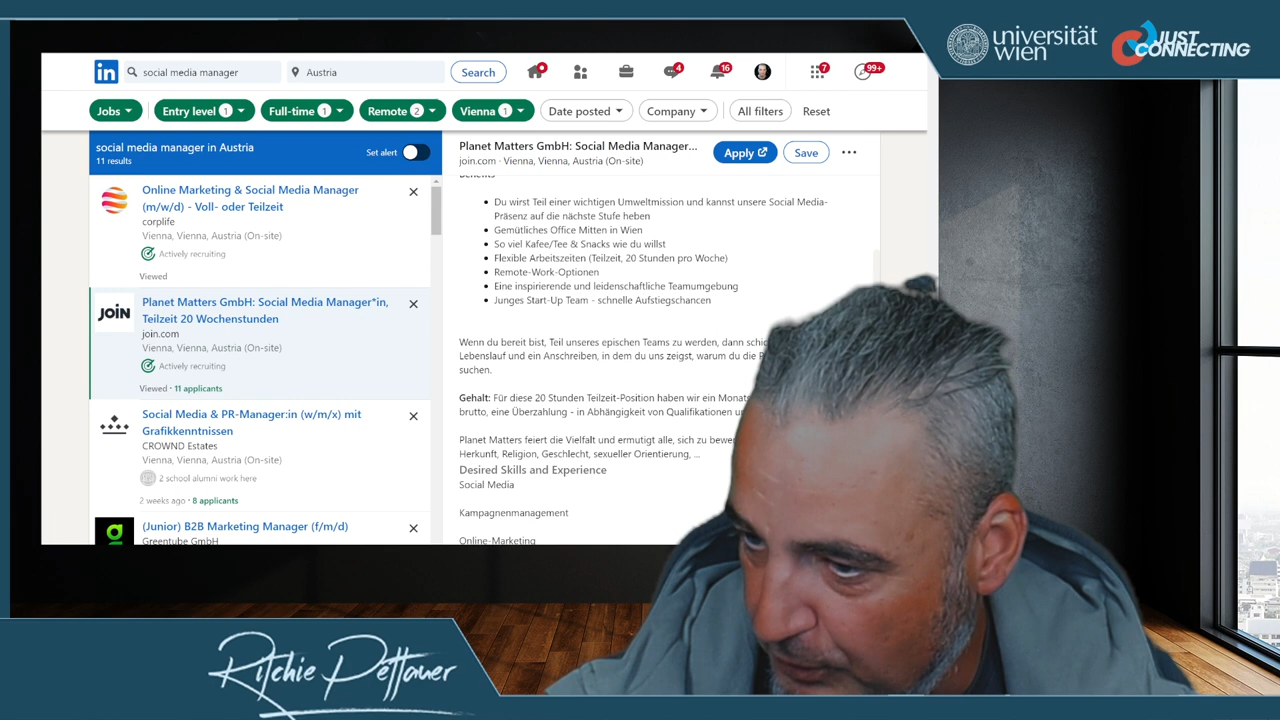 universität
wien
JUST
CONNECTING
in
social media manager
Austria
Search
4
16
7
99+
Jobs
Entry level 1
Full-time 1
Remote 2
Vienna 1
Date posted
Company
All filters
Reset
social media manager in Austria
11 results
Set alert
Online Marketing & Social Media Manager
(m/w/d) - Voll- oder Teilzeit
corplife
Vienna, Vienna, Austria (On-site)
Actively recruiting
Viewed
JOIN
Planet Matters GmbH: Social Media Manager*in,
Teilzeit 20 Wochenstunden
join.com
Vienna, Vienna, Austria (On-site)
Actively recruiting
Viewed · 11 applicants
Social Media & PR-Manager:in (w/m/x) mit
Grafikkenntnissen
CROWND Estates
Vienna, Vienna, Austria (On-site)
2 school alumni work here
2 weeks ago · 8 applicants
g
(Junior) B2B Marketing Manager (f/m/d)
Greentube GmbH
Planet Matters GmbH: Social Media Manager...
join.com · Vienna, Vienna, Austria (On-site)
Apply
Save
Benefits
• Du wirst Teil einer wichtigen Umweltmission und kannst unsere Social Media-
Präsenz auf die nächste Stufe heben
• Gemütliches Office Mitten in Wien
• So viel Kafee/Tee & Snacks wie du willst
• Flexible Arbeitszeiten (Teilzeit, 20 Stunden pro Woche)
• Remote-Work-Optionen
• Eine inspirierende und leidenschaftliche Teamumgebung
• Junges Start-Up Team - schnelle Aufstiegschancen
Wenn du bereit bist, Teil unseres epischen Teams zu werden, dann
Lebenslauf und ein Anschreiben, in dem du uns zeigst, warum du die
suchen.
Gehalt: Für diese 20 Stunden Teilzeit-Position haben wir ein
brutto, eine Überzahlung - in Abhängigkeit von Qualifikationen
Planet Matters feiert die Vielfalt und ermutigt alle, sich zu
Herkunft, Religion, Geschlecht, sexueller Orientierung, ...
Desired Skills and Experience
Social Media
Kampagnenmanagement
Online-Marketing
Ritchie Pettauer